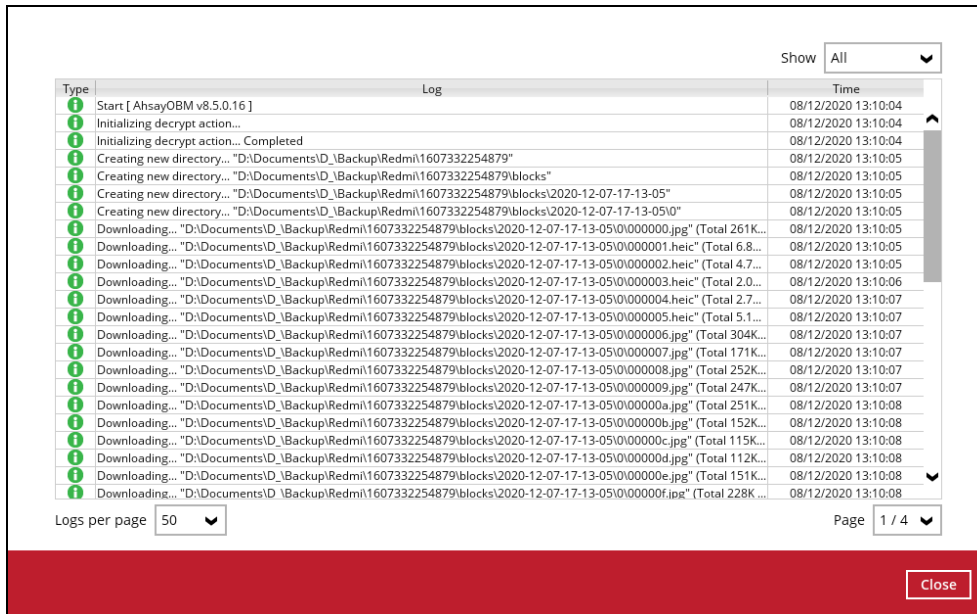 Show All
Type Log Time
Start [ AhsayOBM v8.5.0.16 ] 08/12/2020 13:10:04
Initializing decrypt action... 08/12/2020 13:10:04
Initializing decrypt action... Completed 08/12/2020 13:10:04
Creating new directory... "D:\Documents\D_\Backup\Redmi\1607332254879" 08/12/2020 13:10:05
Creating new directory... "D:\Documents\D_\Backup\Redmi\1607332254879\blocks" 08/12/2020 13:10:05
Creating new directory... "D:\Documents\D_\Backup\Redmi\1607332254879\blocks\2020-12-07-17-13-05" 08/12/2020 13:10:05
Creating new directory... "D:\Documents\D_\Backup\Redmi\1607332254879\blocks\2020-12-07-17-13-05\0" 08/12/2020 13:10:05
Downloading... "D:\Documents\D_\Backup\Redmi\1607332254879\blocks\2020-12-07-17-13-05\0\000000.jpg" (Total 261K... 08/12/2020 13:10:05
Downloading... "D:\Documents\D_\Backup\Redmi\1607332254879\blocks\2020-12-07-17-13-05\0\000001.heic" (Total 6.8... 08/12/2020 13:10:05
Downloading... "D:\Documents\D_\Backup\Redmi\1607332254879\blocks\2020-12-07-17-13-05\0\000002.heic" (Total 4.7... 08/12/2020 13:10:05
Downloading... "D:\Documents\D_\Backup\Redmi\1607332254879\blocks\2020-12-07-17-13-05\0\000003.heic" (Total 2.0... 08/12/2020 13:10:06
Downloading... "D:\Documents\D_\Backup\Redmi\1607332254879\blocks\2020-12-07-17-13-05\0\000004.heic" (Total 2.7... 08/12/2020 13:10:07
Downloading... "D:\Documents\D_\Backup\Redmi\1607332254879\blocks\2020-12-07-17-13-05\0\000005.heic" (Total 5.1... 08/12/2020 13:10:07
Downloading... "D:\Documents\D_\Backup\Redmi\1607332254879\blocks\2020-12-07-17-13-05\0\000006.jpg" (Total 304K... 08/12/2020 13:10:07
Downloading... "D:\Documents\D_\Backup\Redmi\1607332254879\blocks\2020-12-07-17-13-05\0\000007.jpg" (Total 171K... 08/12/2020 13:10:07
Downloading... "D:\Documents\D_\Backup\Redmi\1607332254879\blocks\2020-12-07-17-13-05\0\000008.jpg" (Total 252K... 08/12/2020 13:10:07
Downloading... "D:\Documents\D_\Backup\Redmi\1607332254879\blocks\2020-12-07-17-13-05\0\000009.jpg" (Total 247K... 08/12/2020 13:10:07
Downloading... "D:\Documents\D_\Backup\Redmi\1607332254879\blocks\2020-12-07-17-13-05\0\00000a.jpg" (Total 251K... 08/12/2020 13:10:08
Downloading... "D:\Documents\D_\Backup\Redmi\1607332254879\blocks\2020-12-07-17-13-05\0\00000b.jpg" (Total 152K... 08/12/2020 13:10:08
Downloading... "D:\Documents\D_\Backup\Redmi\1607332254879\blocks\2020-12-07-17-13-05\0\00000c.jpg" (Total 115K... 08/12/2020 13:10:08
Downloading... "D:\Documents\D_\Backup\Redmi\1607332254879\blocks\2020-12-07-17-13-05\0\00000d.jpg" (Total 112K... 08/12/2020 13:10:08
Downloading... "D:\Documents\D_\Backup\Redmi\1607332254879\blocks\2020-12-07-17-13-05\0\00000e.jpg" (Total 151K... 08/12/2020 13:10:08
Downloading... "D:\Documents\D_\Backup\Redmi\1607332254879\blocks\2020-12-07-17-13-05\0\00000f.jpg" (Total 228K ... 08/12/2020 13:10:08
Logs per page 50 Page 1 / 4
Close